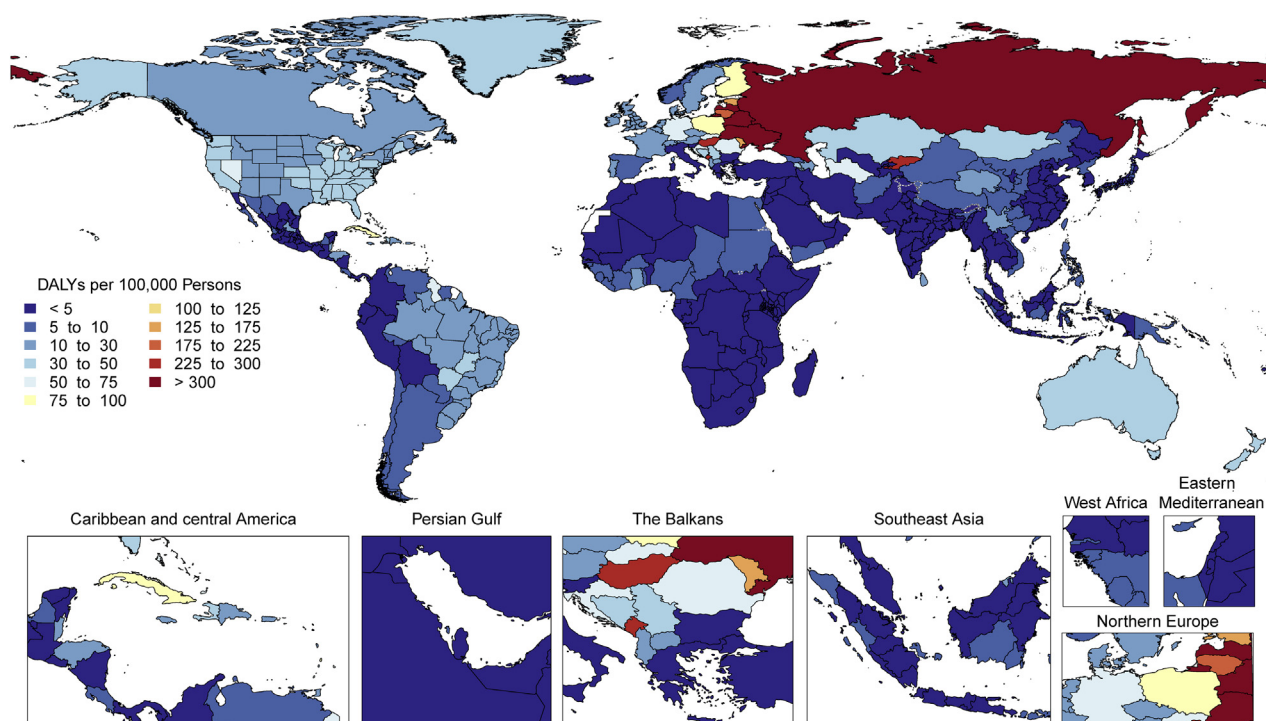 DALYs per 100,000 Persons
< 5
5 to 10
10 to 30
30 to 50
50 to 75
75 to 100
100 to 125
125 to 175
175 to 225
225 to 300
> 300
Caribbean and central America
Persian Gulf
The Balkans
Southeast Asia
West Africa
Eastern
Mediterranean
Northern Europe